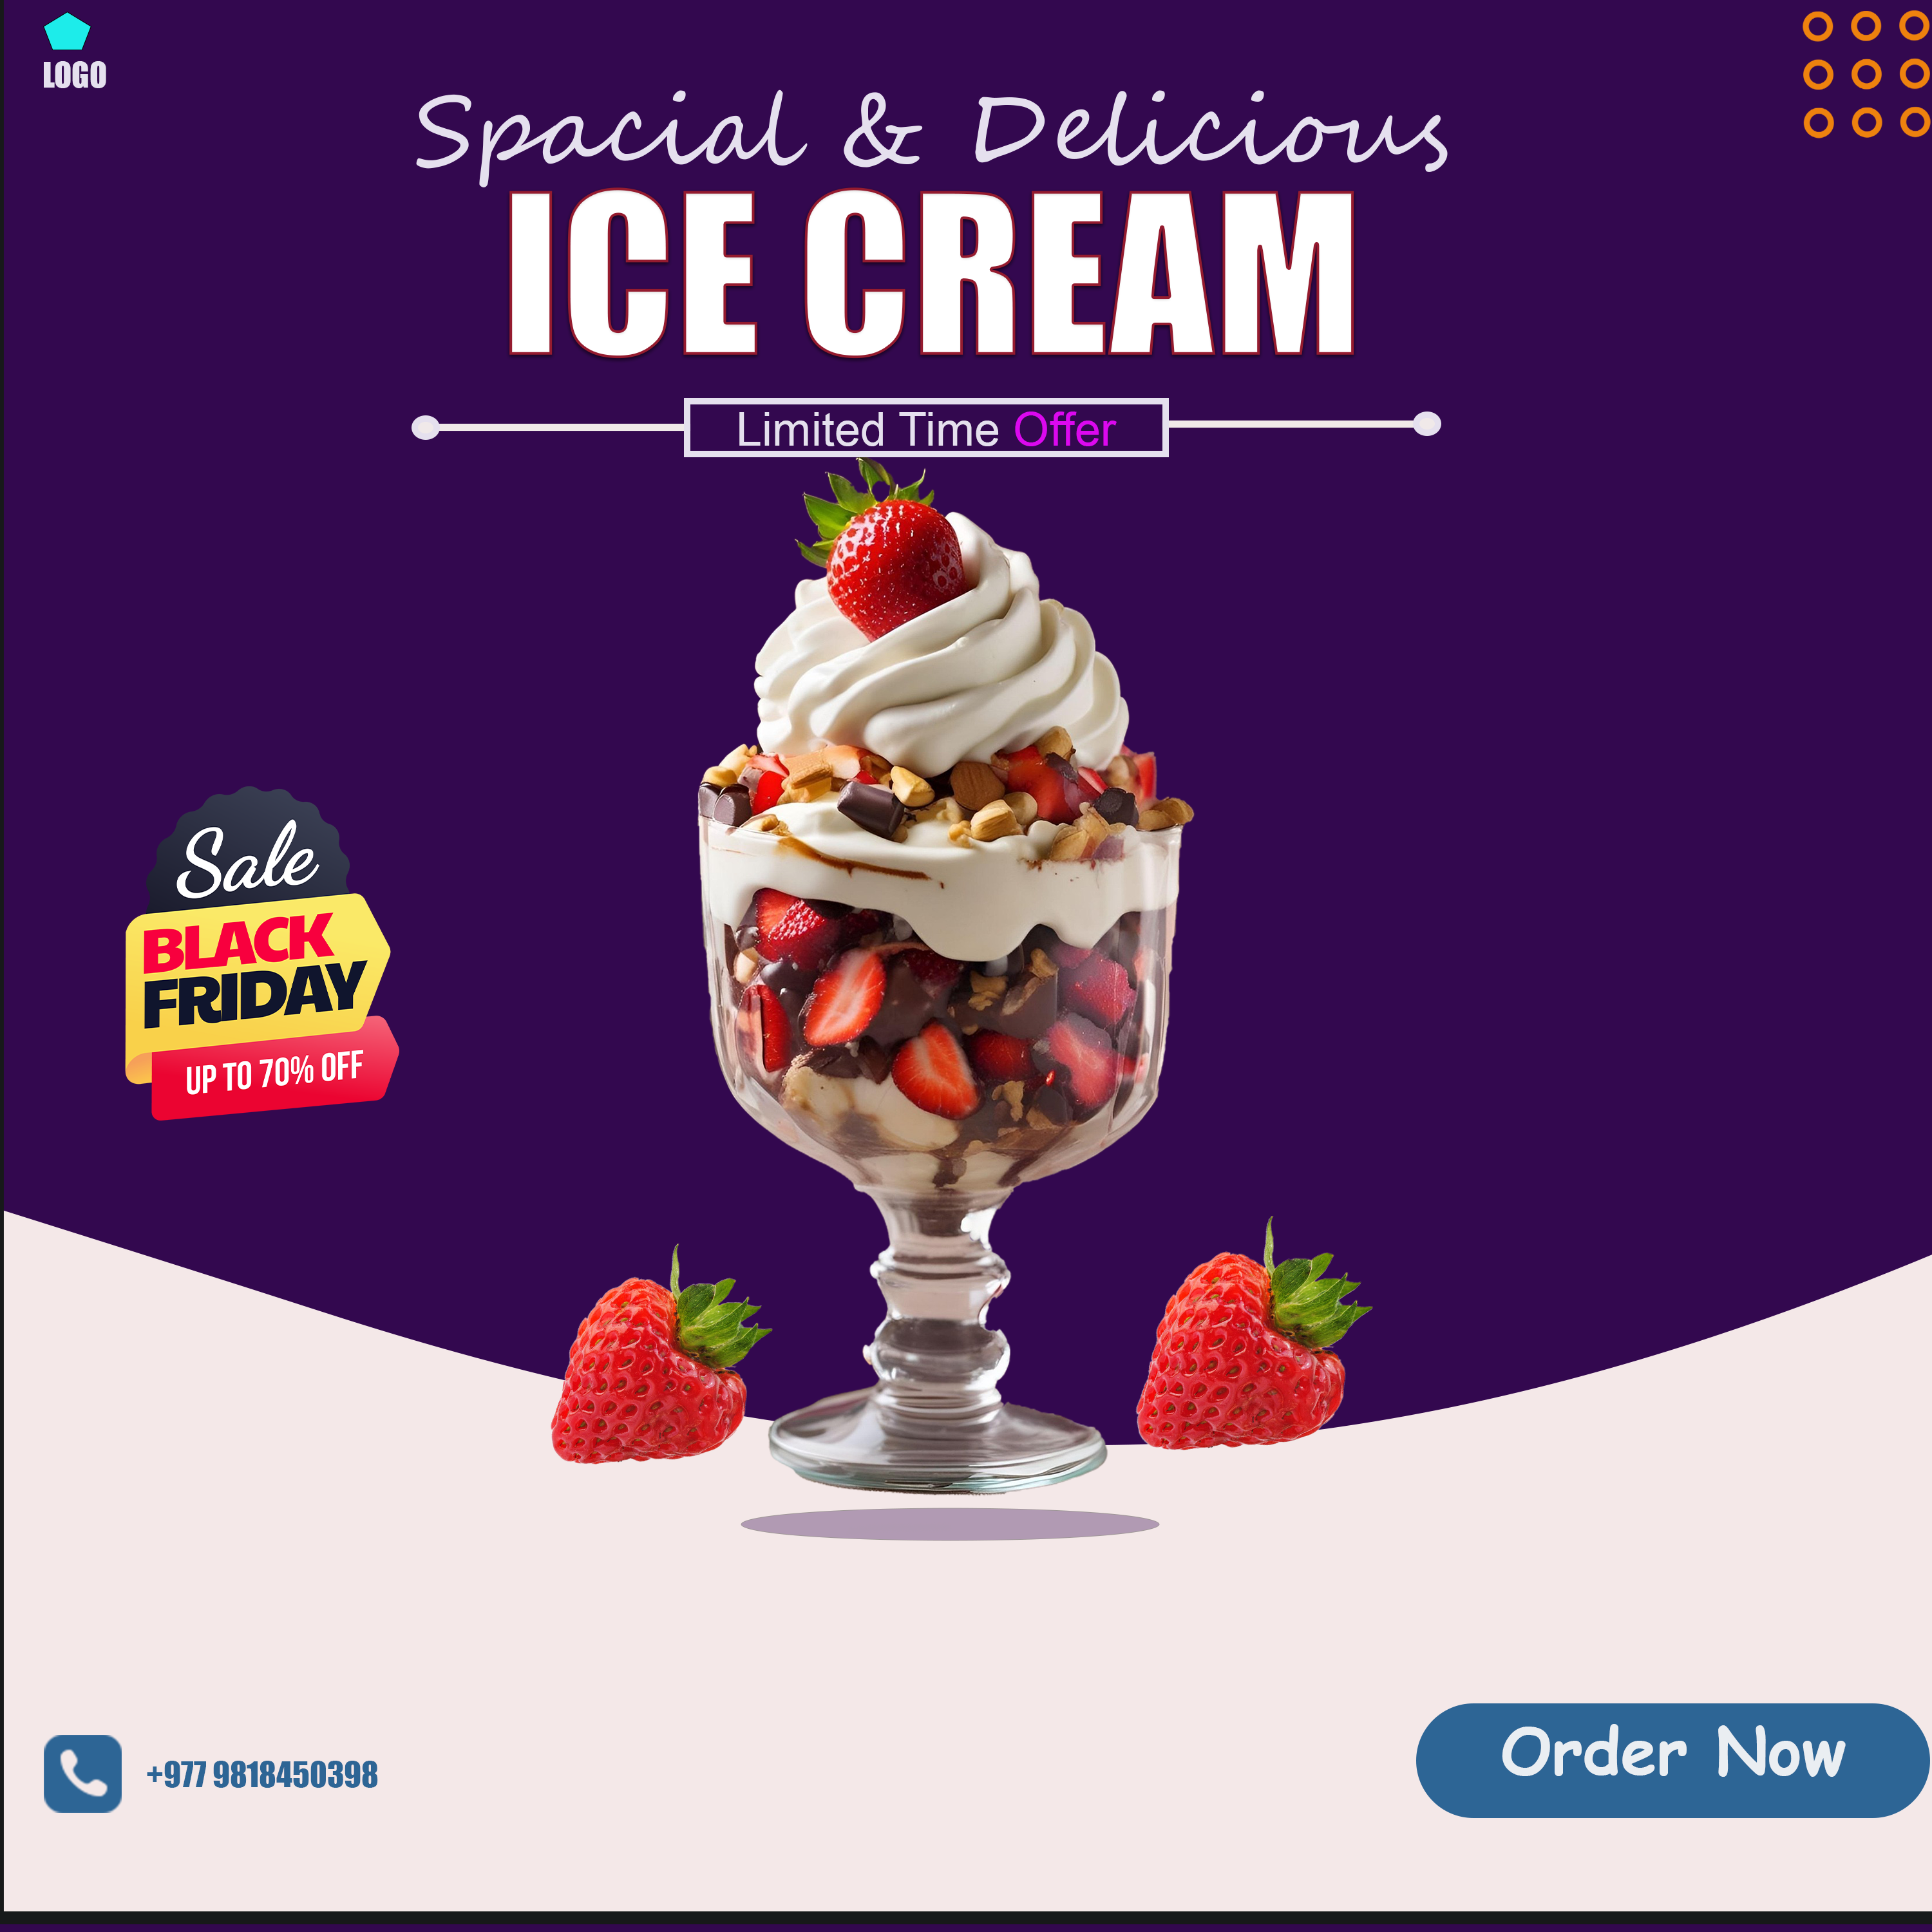 LOGO
Spacial & Delicious
ICE CREAM
Limited Time Offer
Sale
BLACK
FRIDAY
UP TO 70% OFF
+977 9818450398
Order Now